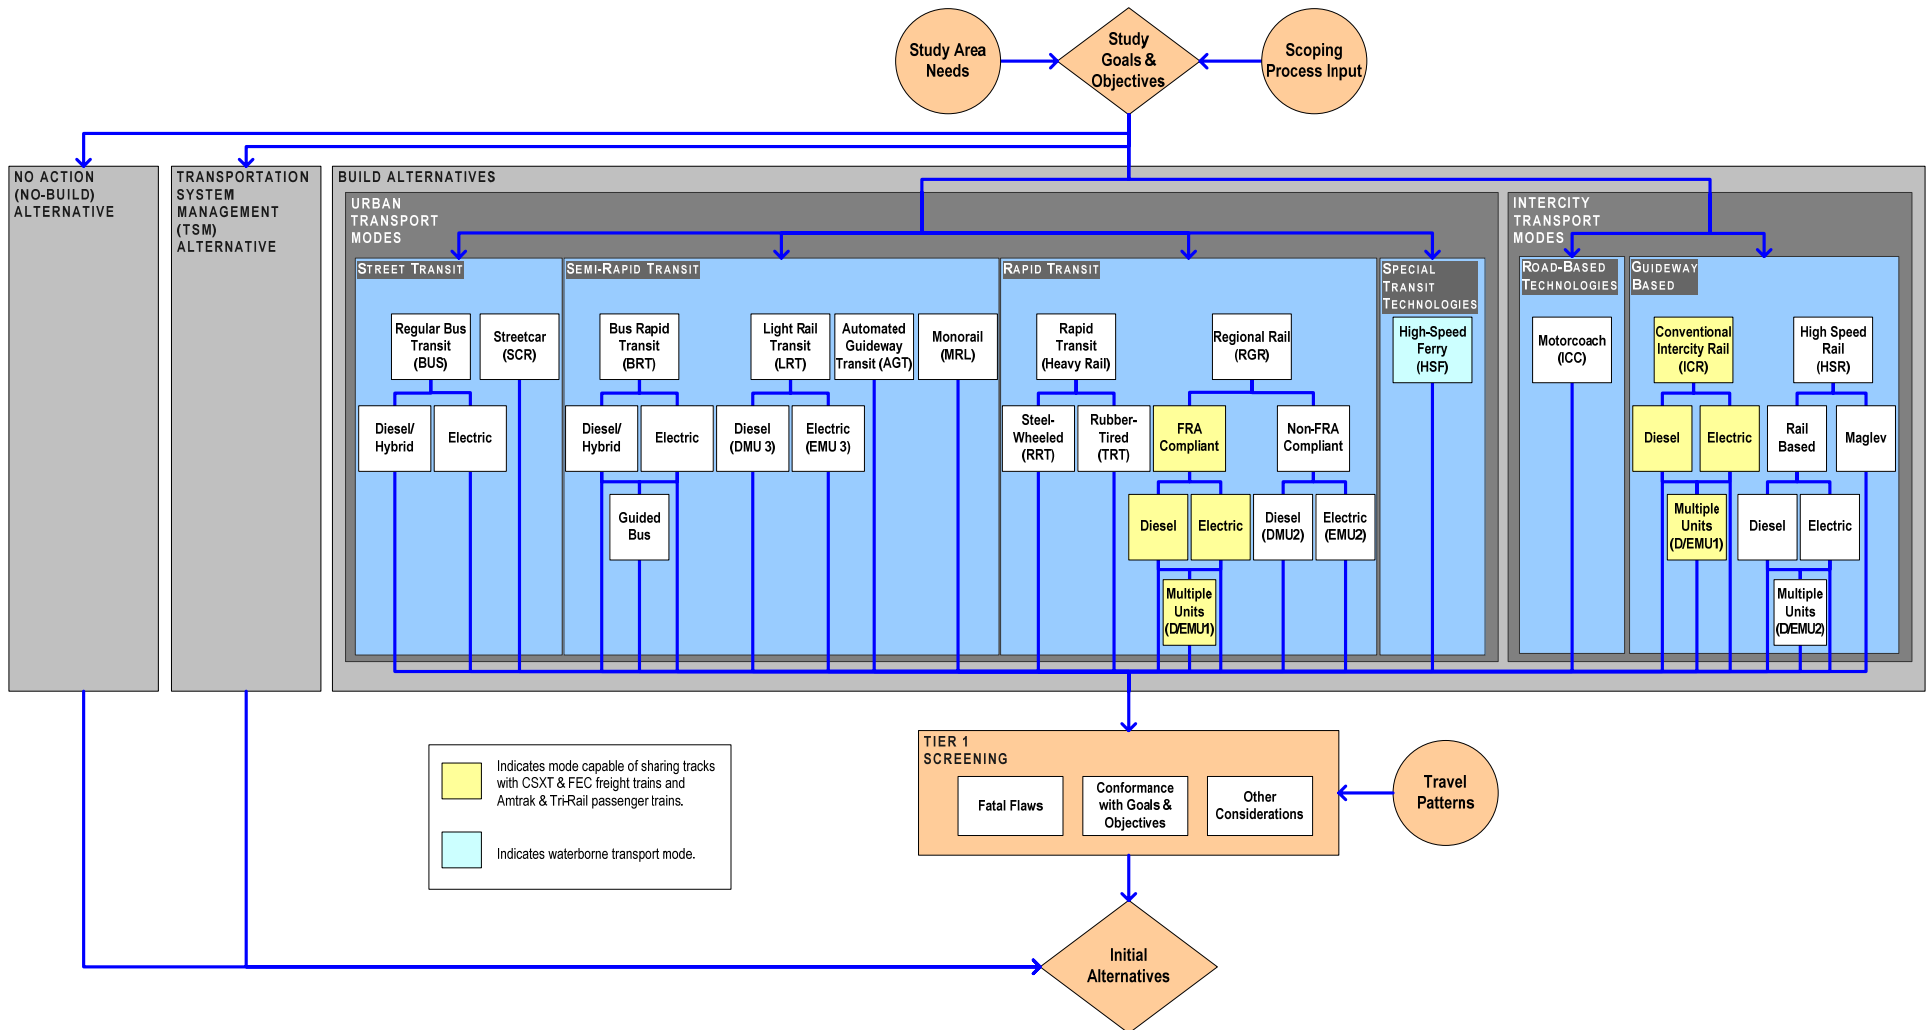 Study Area
Needs
Study
Goals &
Objectives
Scoping
Process Input
NO ACTION
(NO-BUILD)
ALTERNATIVE
TRANSPORTATION
SYSTEM
MANAGEMENT
(TSM)
ALTERNATIVE
BUILD ALTERNATIVES
URBAN
TRANSPORT
MODES
INTERCITY
TRANSPORT
MODES
STREET TRANSIT
SEMI-RAPID TRANSIT
RAPID TRANSIT
SPECIAL
TRANSIT
TECHNOLOGIES
ROAD-BASED
TECHNOLOGIES
GUIDEWAY
BASED
Regular Bus
Transit
(BUS)
Streetcar
(SCR)
Bus Rapid
Transit
(BRT)
Light Rail
Transit
(LRT)
Automated
Guideway
Transit (AGT)
Monorail
(MRL)
Rapid
Transit
(Heavy Rail)
Regional Rail
(RGR)
High-Speed
Ferry
(HSF)
Motorcoach
(ICC)
Conventional
Intercity Rail
(ICR)
High Speed
Rail
(HSR)
Diesel/
Hybrid
Electric
Diesel/
Hybrid
Electric
Diesel
(DMU 3)
Electric
(EMU 3)
Steel-
Wheeled
(RRT)
Rubber-
Tired
(TRT)
FRA
Compliant
Non-FRA
Compliant
Diesel
Electric
Rail
Based
Maglev
Guided
Bus
Diesel
Electric
Diesel
(DMU2)
Electric
(EMU2)
Multiple
Units
(D/EMU1)
Diesel
Electric
Multiple
Units
(D/EMU1)
Multiple
Units
(D/EMU2)
Indicates mode capable of sharing tracks
with CSXT & FEC freight trains and
Amtrak & Tri-Rail passenger trains.
Indicates waterborne transport mode.
TIER 1
SCREENING
Fatal Flaws
Conformance
with Goals &
Objectives
Other
Considerations
Travel
Patterns
Initial
Alternatives